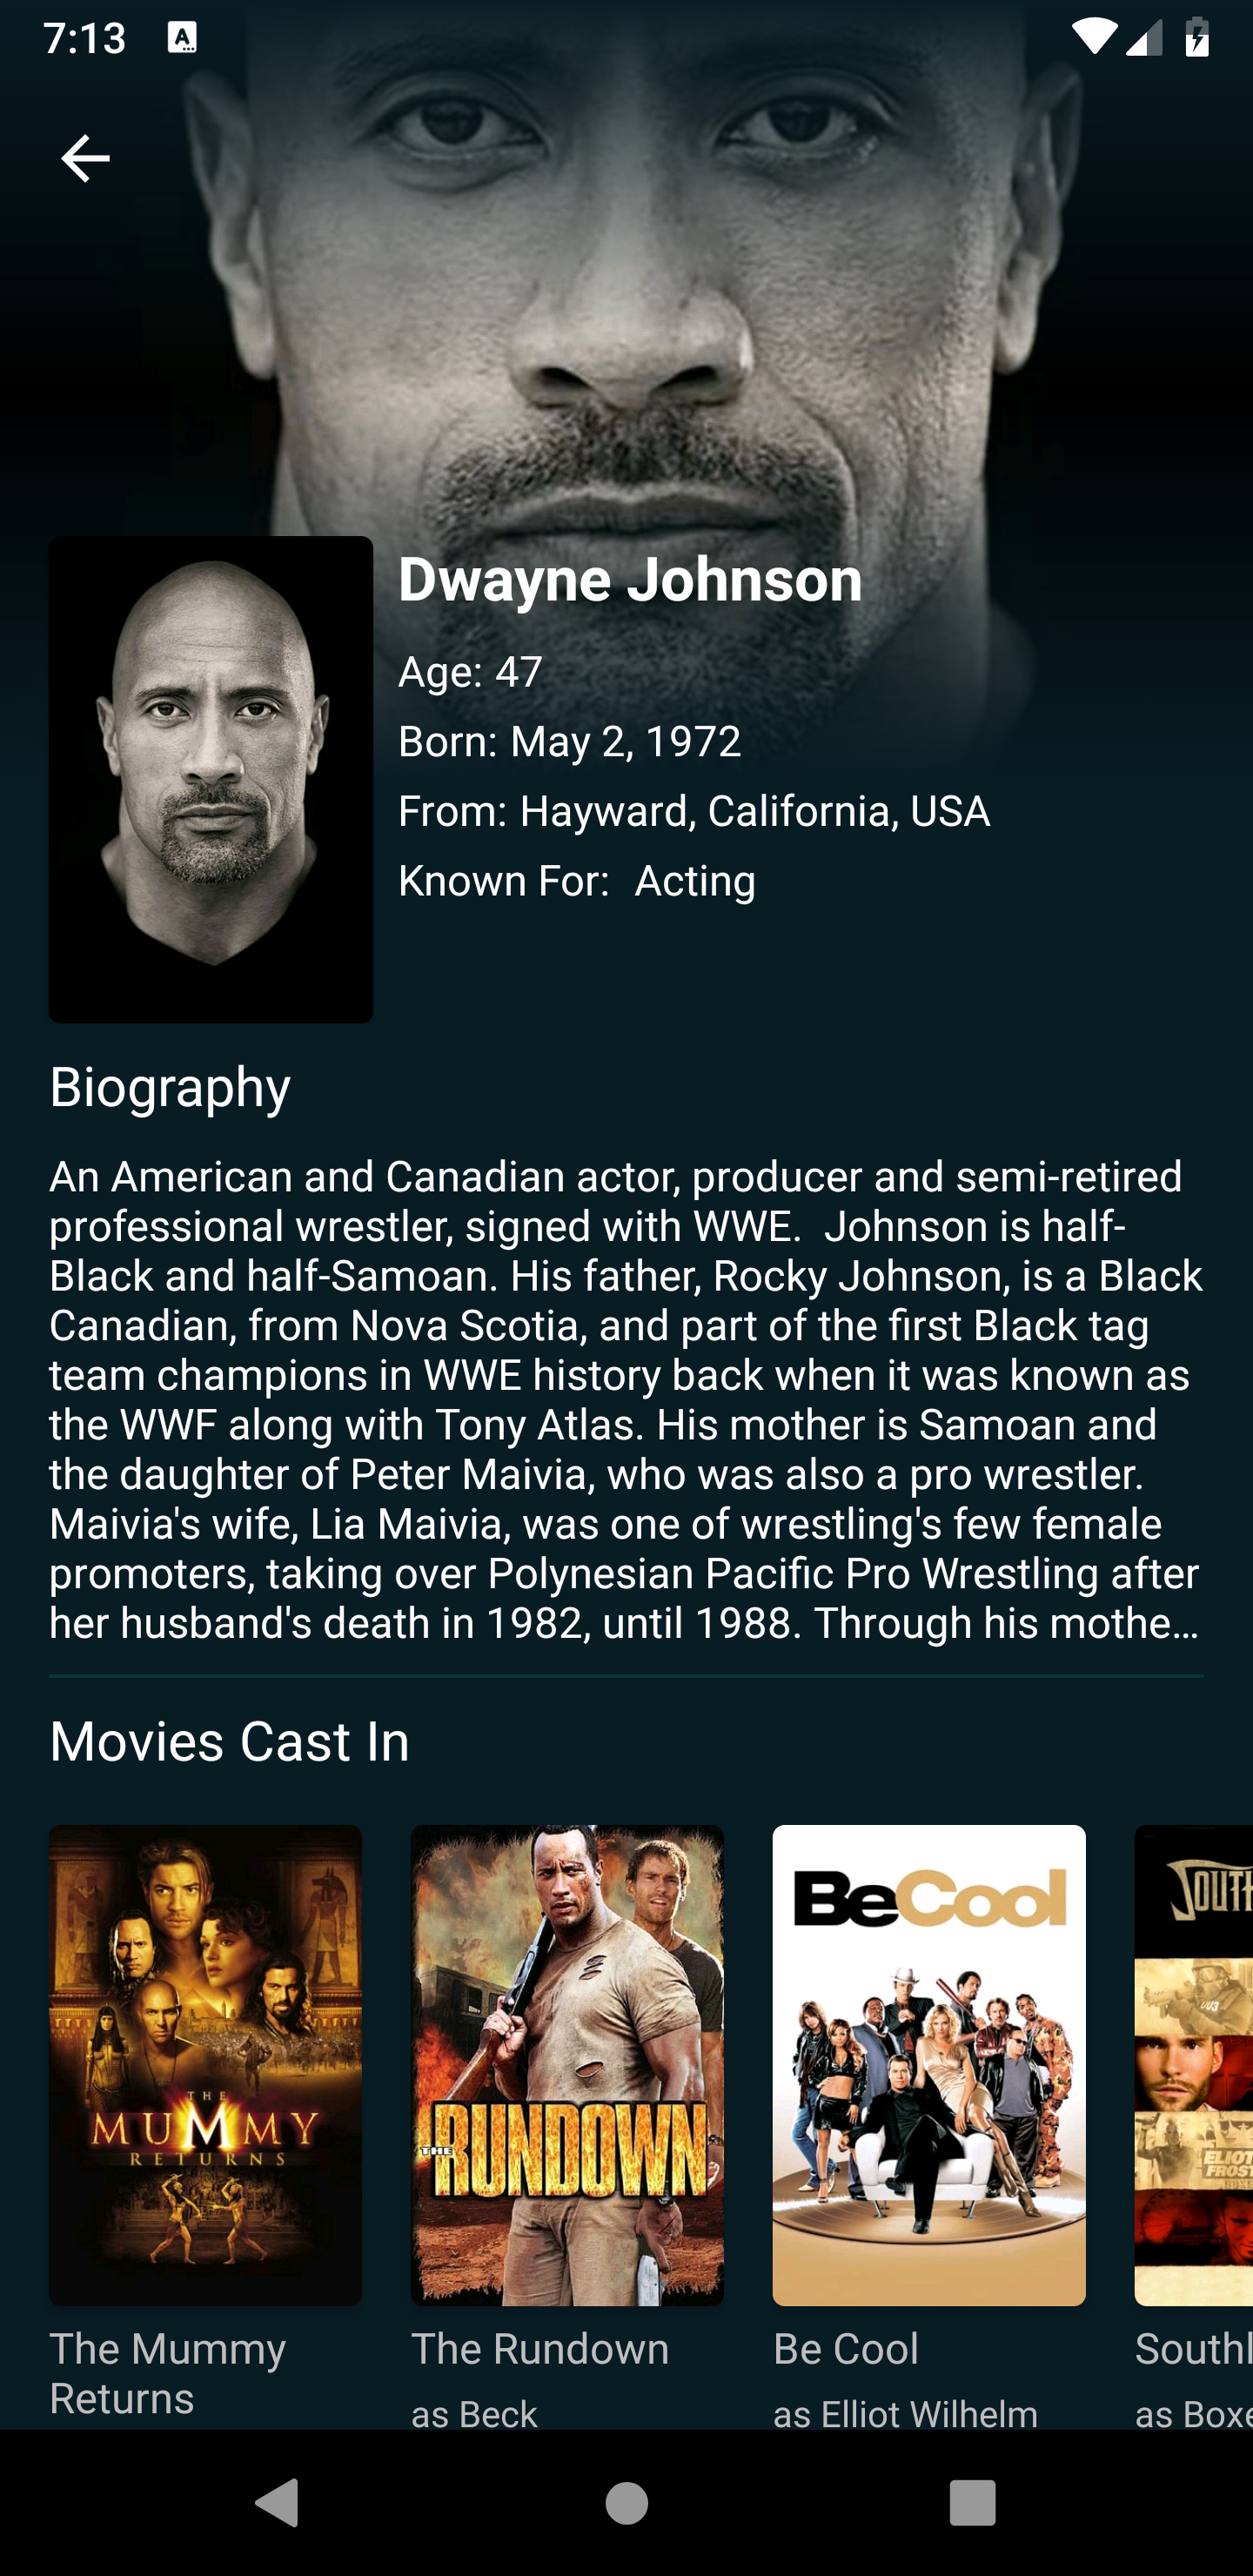 7:13
Dwayne Johnson
Age: 47
Born: May 2, 1972
From: Hayward, California, USA
Known For: Acting
Biography
An American and Canadian actor, producer and semi-retired
professional wrestler, signed with WWE.  Johnson is half-
Black and half-Samoan. His father, Rocky Johnson, is a Black
Canadian, from Nova Scotia, and part of the first Black tag
team champions in WWE history back when it was known as
the WWF along with Tony Atlas. His mother is Samoan and
the daughter of Peter Maivia, who was also a pro wrestler.
Maivia's wife, Lia Maivia, was one of wrestling's few female
promoters, taking over Polynesian Pacific Pro Wrestling after
her husband's death in 1982, until 1988. Through his mothe…
Movies Cast In
THE
MUMMY
RETURNS
THE RUNDOWN
BeCool
SOUTH
ELIOT
FROST
The Mummy
Returns
The Rundown
as Beck
Be Cool
as Elliot Wilhelm
Southl
as Boxe